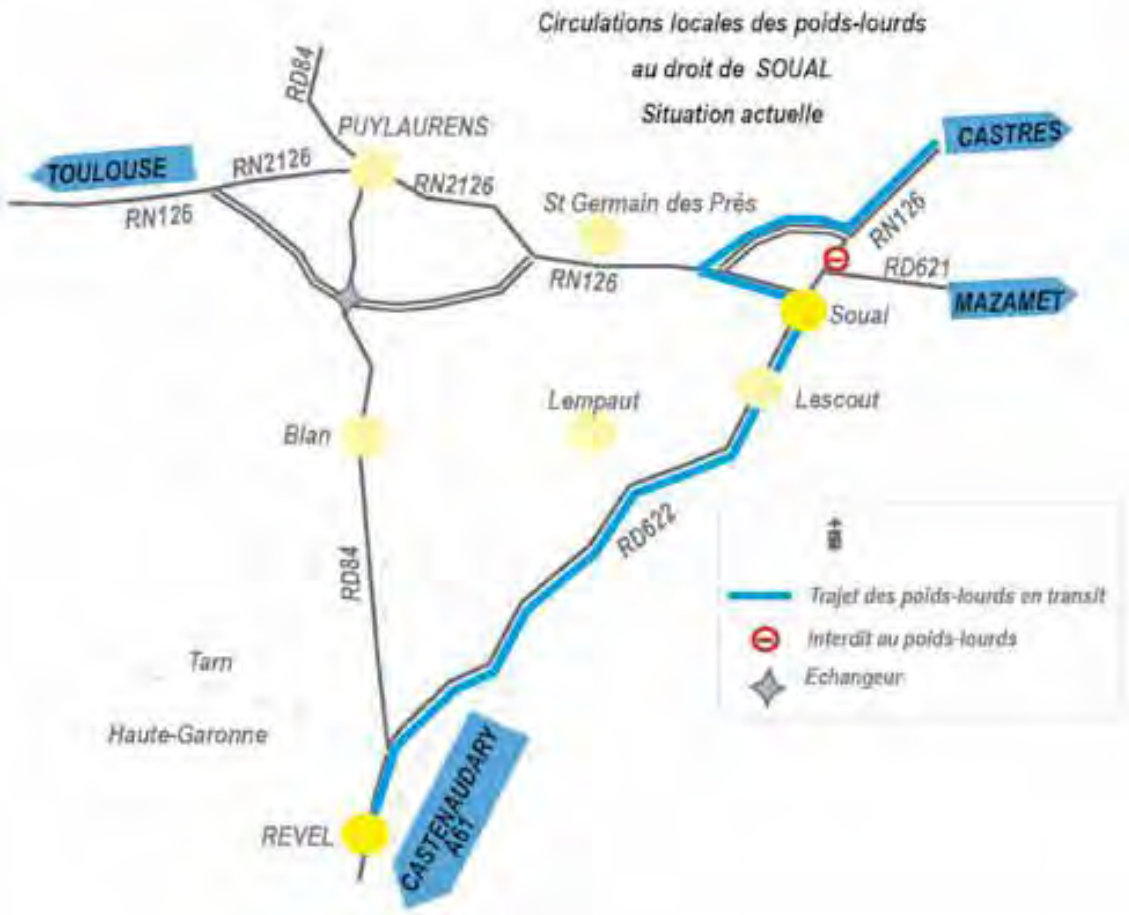 Circulations locales des poids-lourds
au droit de SOUAL
Situation actuelle
RD84
PUYLAURENS
CASTRES
TOULOUSE
RN2126
RN2126
RN126
St Germain des Près
RN126
RN126
RD621
MAZAMET
Soual
Lempaut
Lescout
Blan
RD622
RD84
Trajet des poids-lourds en transit
Interdit au poids-lourds
Echangeur
Tarn
Haute-Garonne
CASTENAUDARY
A61
REVEL